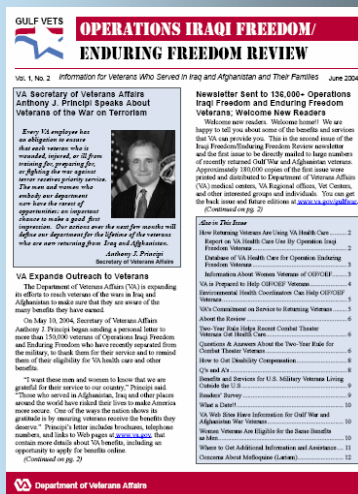 GULF VETS
OPERATIONS IRAQI FREEDOM/
ENDURING FREEDOM REVIEW
Vol. 1, No. 2
Information for Veterans Who Served in Iraq and Afghanistan and Their Families
June 2004
VA Secretary of Veterans Affairs
Anthony J. Principi Speaks About
Veterans of the War on Terrorism
Every VA employee has
an obligation to ensure
that each veteran who is
wounded, injured, or ill from
training for, preparing for,
or fighting the war against
terror receives priority service.
The men and women who
embody our department
now have the rarest of
opportunities: an important
chance to make a good first
impression. Our actions over the next few months will
define our department for the lifetime of the veterans
who are now returning from Iraq and Afghanistan.
Anthony J. Principi
Secretary of Veterans Affairs
VA Expands Outreach to Veterans
The Department of Veterans Affairs (VA) is expanding
its efforts to reach veterans of the wars in Iraq and
Afghanistan to make sure that they are aware of the
many benefits they have earned.
On May 10, 2004, Secretary of Veterans Affairs
Anthony J. Principi began sending a personal letter to
more than 150,000 veterans of Operations Iraqi Freedom
and Enduring Freedom who have recently separated from
the military, to thank them for their service and to remind
them of their eligibility for VA health care and other
benefits.
"I want these men and women to know that we are
grateful for their service to our country," Principi said.
"Those who served in Afghanistan, Iraq and other places
around the world have risked their lives to make America
more secure. One of the ways the nation shows its
gratitude is by ensuring veterans receive the benefits they
deserve." Principi's letter includes brochures, telephone
numbers, and links to Web pages at www.va.gov, that
contain more details about VA benefits, including an
opportunity to apply for benefits online.
(Continued on pg. 2)
Newsletter Sent to 136,000+ Operations
Iraqi Freedom and Enduring Freedom
Veterans; Welcome New Readers
Welcome new readers. Welcome home!! We are
happy to tell you about some of the benefits and services
that VA can provide you. This is the second issue of the
Iraqi Freedom/Enduring Freedom Review newsletter
and the first issue to be directly mailed to large numbers
of recently returned Gulf War and Afghanistan veterans.
Approximately 180,000 copies of the first issue were
printed and distributed to Department of Veterans Affairs
(VA) medical centers, VA Regional offices, Vet Centers,
and other interested groups and individuals. You can get
the back issue and future editions at www.va.gov/gulfwar.
(Continued on pg. 2)
Also in This Issue
How Returning Veterans Are Using VA Health Care 2
Report on VA Health Care Use By Operation Iraqi
Freedom Veterans 2
Database of VA Health Care for Operation Enduring
Freedom Veterans 3
Information About Women Veterans of OIF/OEF 3
VA is Prepared to Help OIF/OEF Veterans 4
Environmental Health Coordinators Can Help OIF/OEF
Veterans 5
VA's Commitment on Service to Returning Veterans 5
About the Review 6
Two-Year Rule Helps Recent Combat Theater
Veterans Get Health Care 6
Questions & Answers About the Two-Year Rule for
Combat Theater Veterans 6
How to Get Disability Compensation 8
Q's and A's 8
Benefits and Services for U.S. Military Veterans Living
Outside the U.S. 9
Readers' Survey 9
What a Date!! 10
VA Web Sites Have Information for Gulf War and
Afghanistan War Veterans 10
Women Veterans Are Eligible for the Same Benefits
as Men 10
Where to Get Additional Information and Assistance 11
Concerns About Mefloquine (Lariam) 12
Department of Veterans Affairs